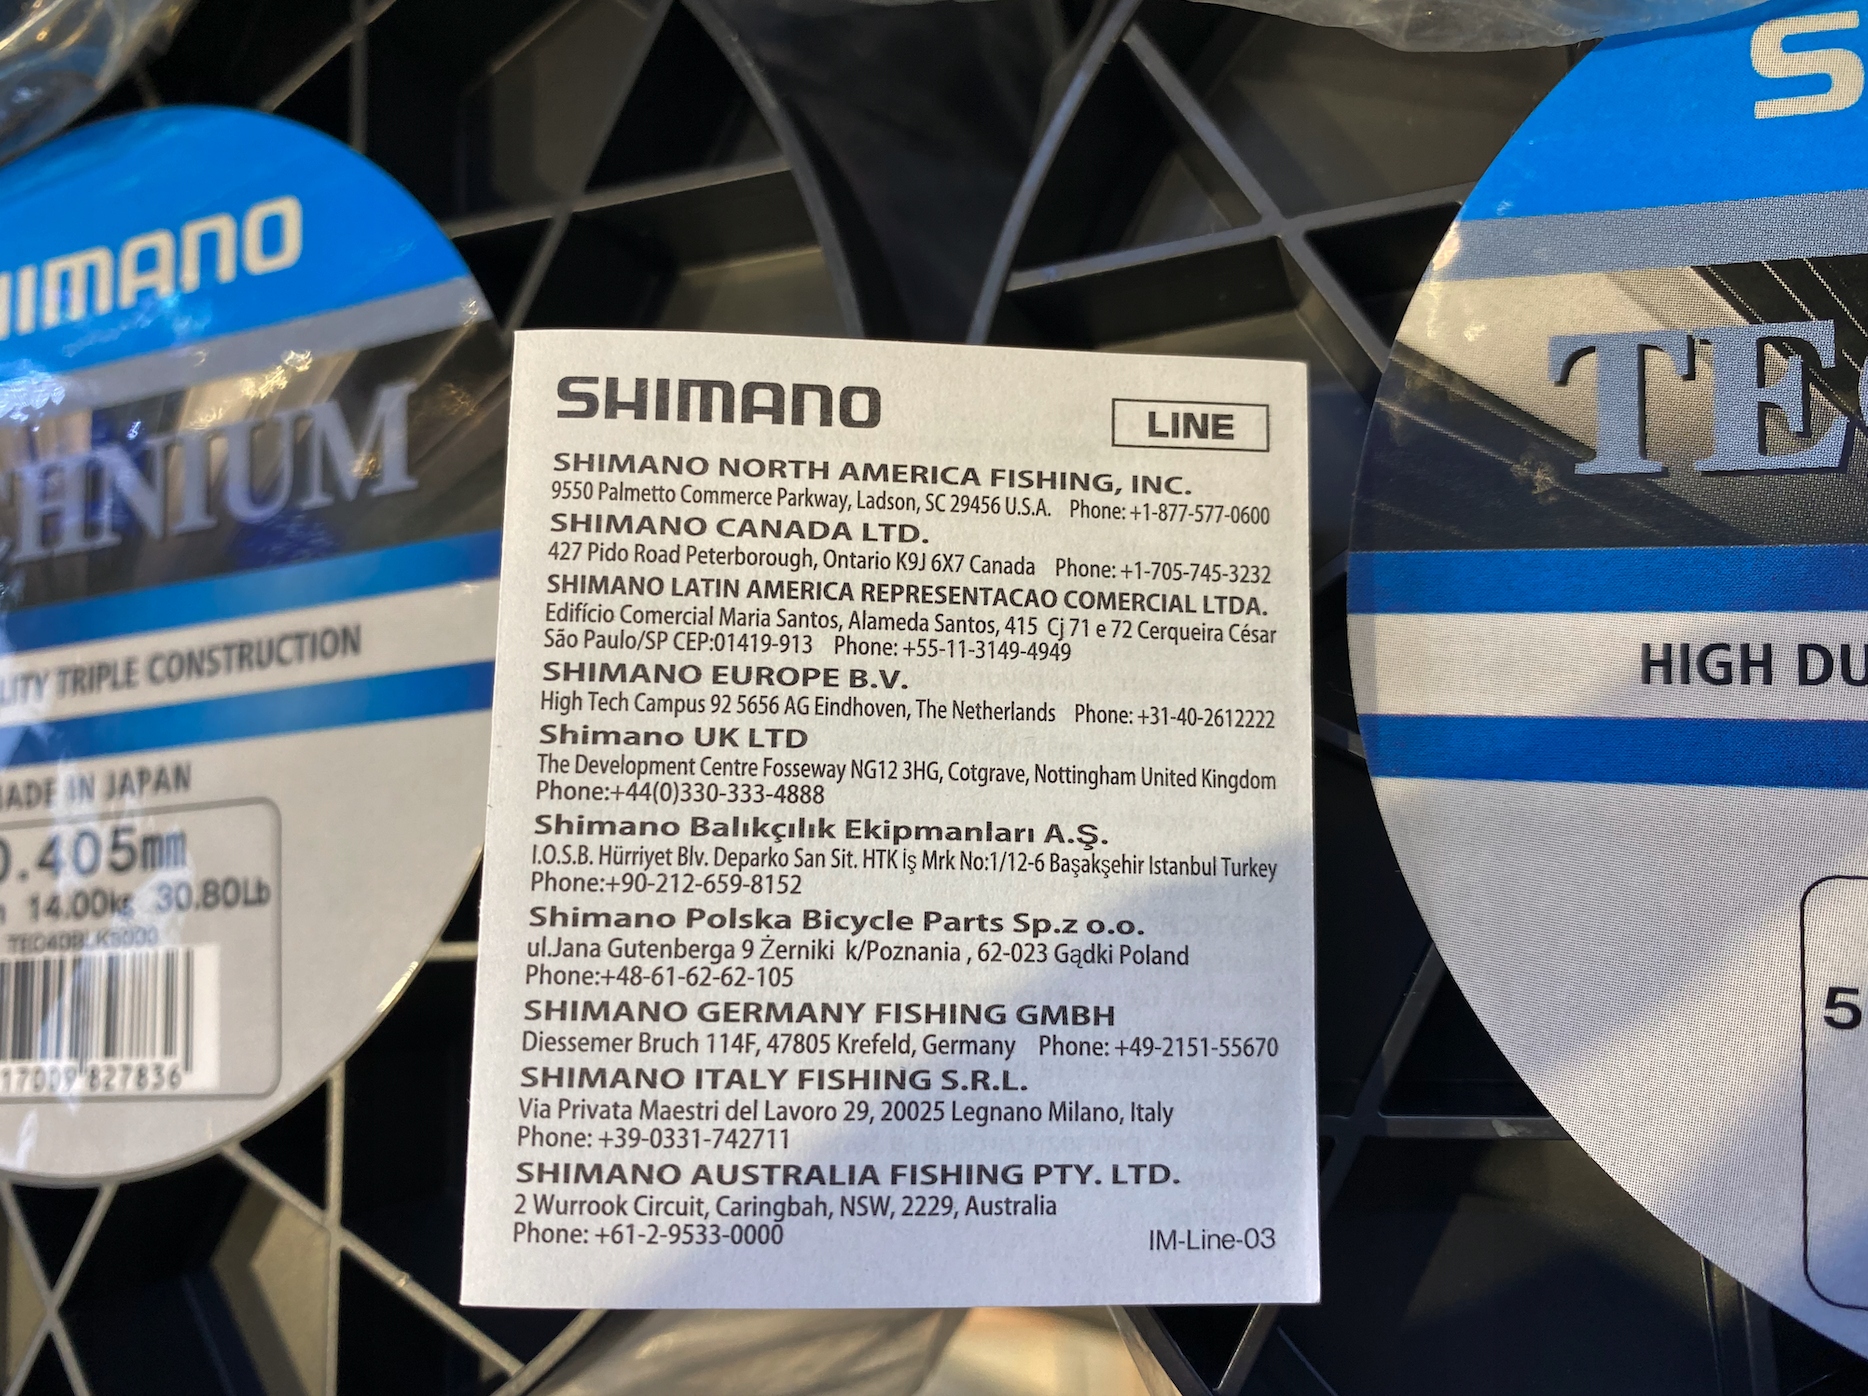 SHIMANO
LINE
SHIMANO NORTH AMERICA FISHING, INC.
9550 Palmetto Commerce Parkway, Ladson, SC 29456 U.S.A. Phone: +1-877-577-0600
SHIMANO CANADA LTD.
427 Pido Road Peterborough, Ontario K9J 6X7 Canada Phone: +1-705-745-3232
SHIMANO LATIN AMERICA REPRESENTACAO COMERCIAL LTDA.
Edifício Comercial Maria Santos, Alameda Santos, 415 Cj 71 e 72 Cerqueira César
São Paulo/SP CEP:01419-913 Phone: +55-11-3149-4949
SHIMANO EUROPE B.V.
High Tech Campus 92 5656 AG Eindhoven, The Netherlands Phone: +31-40-2612222
Shimano UK LTD
The Development Centre Fosseway NG12 3HG, Cotgrave, Nottingham United Kingdom
Phone:+44(0)330-333-4888
Shimano Balıkçılık Ekipmanları A.Ş.
I.O.S.B. Hürriyet Blv. Deparko San Sit. HTK İş Mrk No:1/12-6 Başakşehir Istanbul Turkey
Phone:+90-212-659-8152
Shimano Polska Bicycle Parts Sp.z o.o.
ul.Jana Gutenberga 9 Żerniki k/Poznania , 62-023 Gądki Poland
Phone:+48-61-62-62-105
SHIMANO GERMANY FISHING GMBH
Diessemer Bruch 114F, 47805 Krefeld, Germany Phone: +49-2151-55670
SHIMANO ITALY FISHING S.R.L.
Via Privata Maestri del Lavoro 29, 20025 Legnano Milano, Italy
Phone: +39-0331-742711
SHIMANO AUSTRALIA FISHING PTY. LTD.
2 Wurrook Circuit, Caringbah, NSW, 2229, Australia
Phone: +61-2-9533-0000
IM-Line-03
HIMANO
CHNIUM
LITY TRIPLE CONSTRUCTION
ADE IN JAPAN
0.405mm
14.00kg 30.80Lb
17009 827836
S
TE
HIGH DU
5